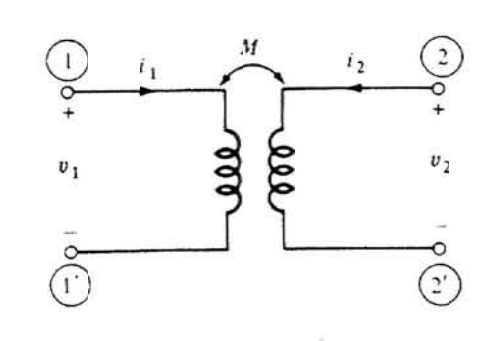 1 i1 M i2 2
+ +
v1 v2
− −
1' 2'